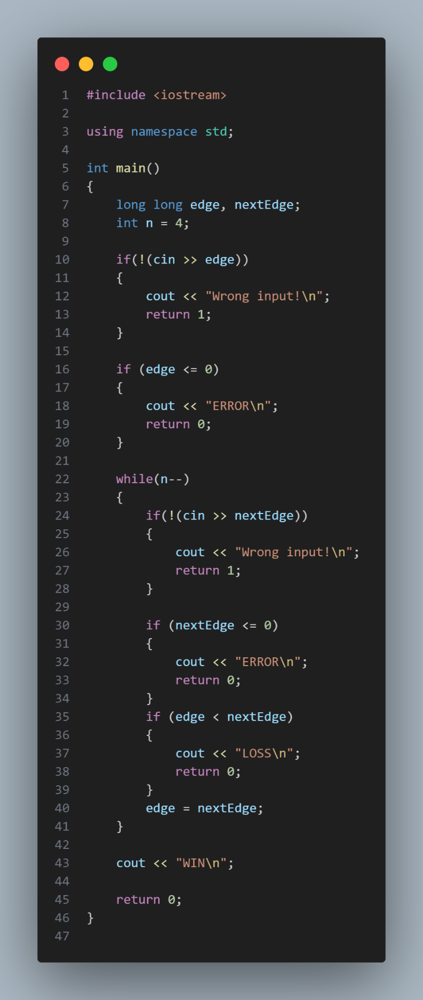 1 #include <iostream>
2
3 using namespace std;
4
5 int main()
6 {
7     long long edge, nextEdge;
8     int n = 4;
9
10     if(!(cin >> edge))
11     {
12         cout << "Wrong input!\n";
13         return 1;
14     }
15
16     if (edge <= 0)
17     {
18         cout << "ERROR\n";
19         return 0;
20     }
21
22     while(n--)
23     {
24         if(!(cin >> nextEdge))
25         {
26             cout << "Wrong input!\n";
27             return 1;
28         }
29
30         if (nextEdge <= 0)
31         {
32             cout << "ERROR\n";
33             return 0;
34         }
35         if (edge < nextEdge)
36         {
37             cout << "LOSS\n";
38             return 0;
39         }
40         edge = nextEdge;
41     }
42
43     cout << "WIN\n";
44
45     return 0;
46 }
47